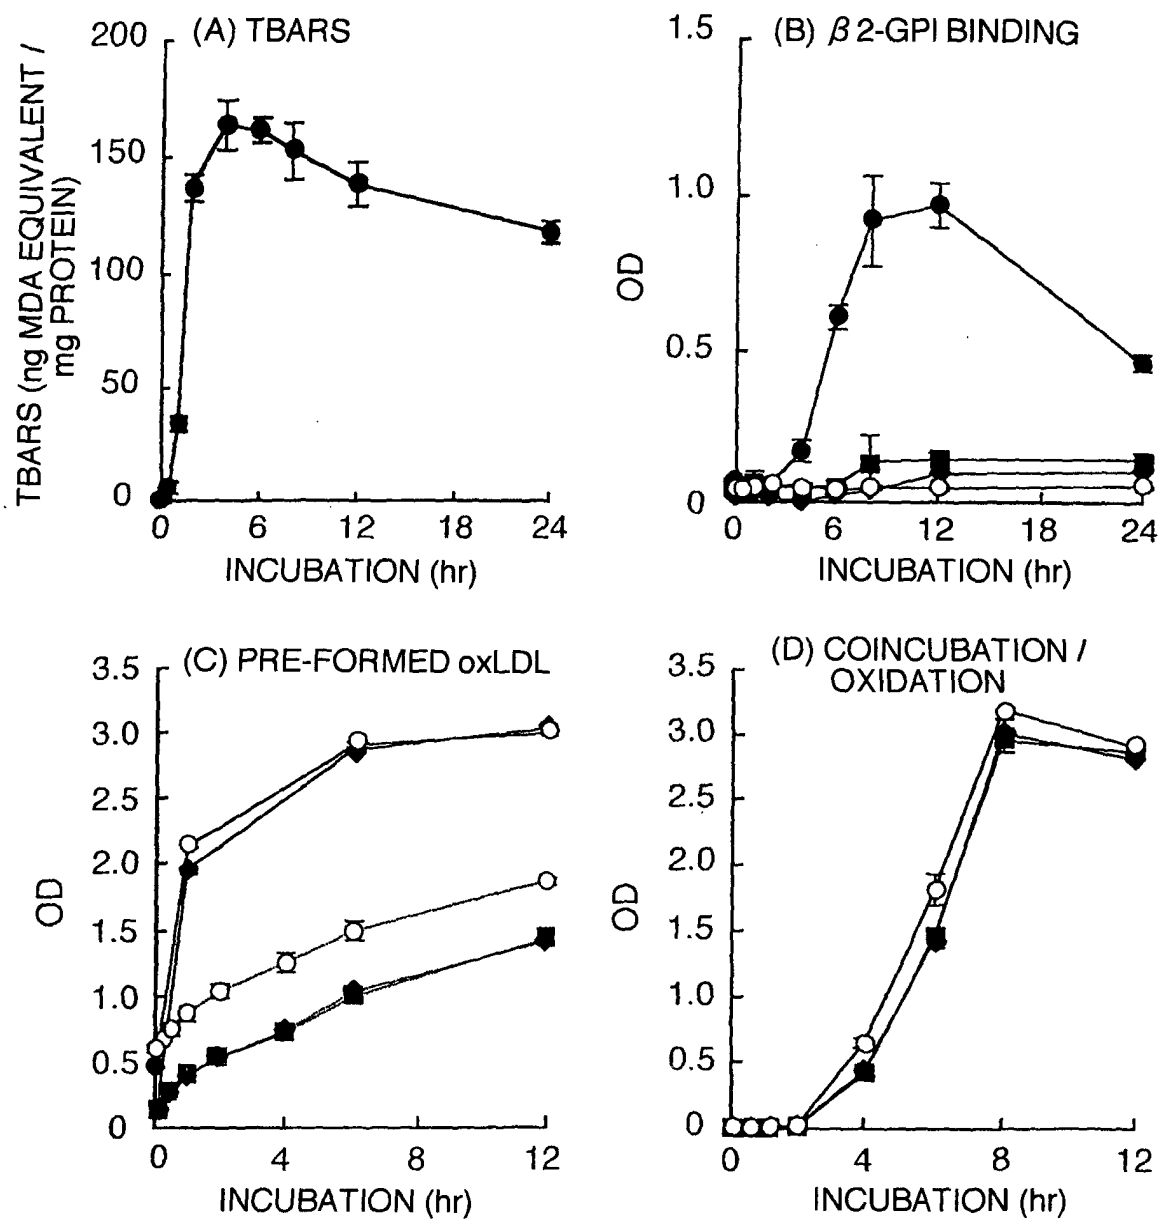 (A) TBARS
TBARS (ng MDA EQUIVALENT /
mg PROTEIN)
200
150
100
50
0
0 6 12 18 24
INCUBATION (hr)
(B) β2-GPI BINDING
OD
1.5
1.0
0.5
0
0 6 12 18 24
INCUBATION (hr)
(C) PRE-FORMED oxLDL
OD
3.5
3.0
2.5
2.0
1.5
1.0
0.5
0
0 4 8 12
INCUBATION (hr)
(D) COINCUBATION /
OXIDATION
OD
3.5
3.0
2.5
2.0
1.5
1.0
0.5
0
0 4 8 12
INCUBATION (hr)